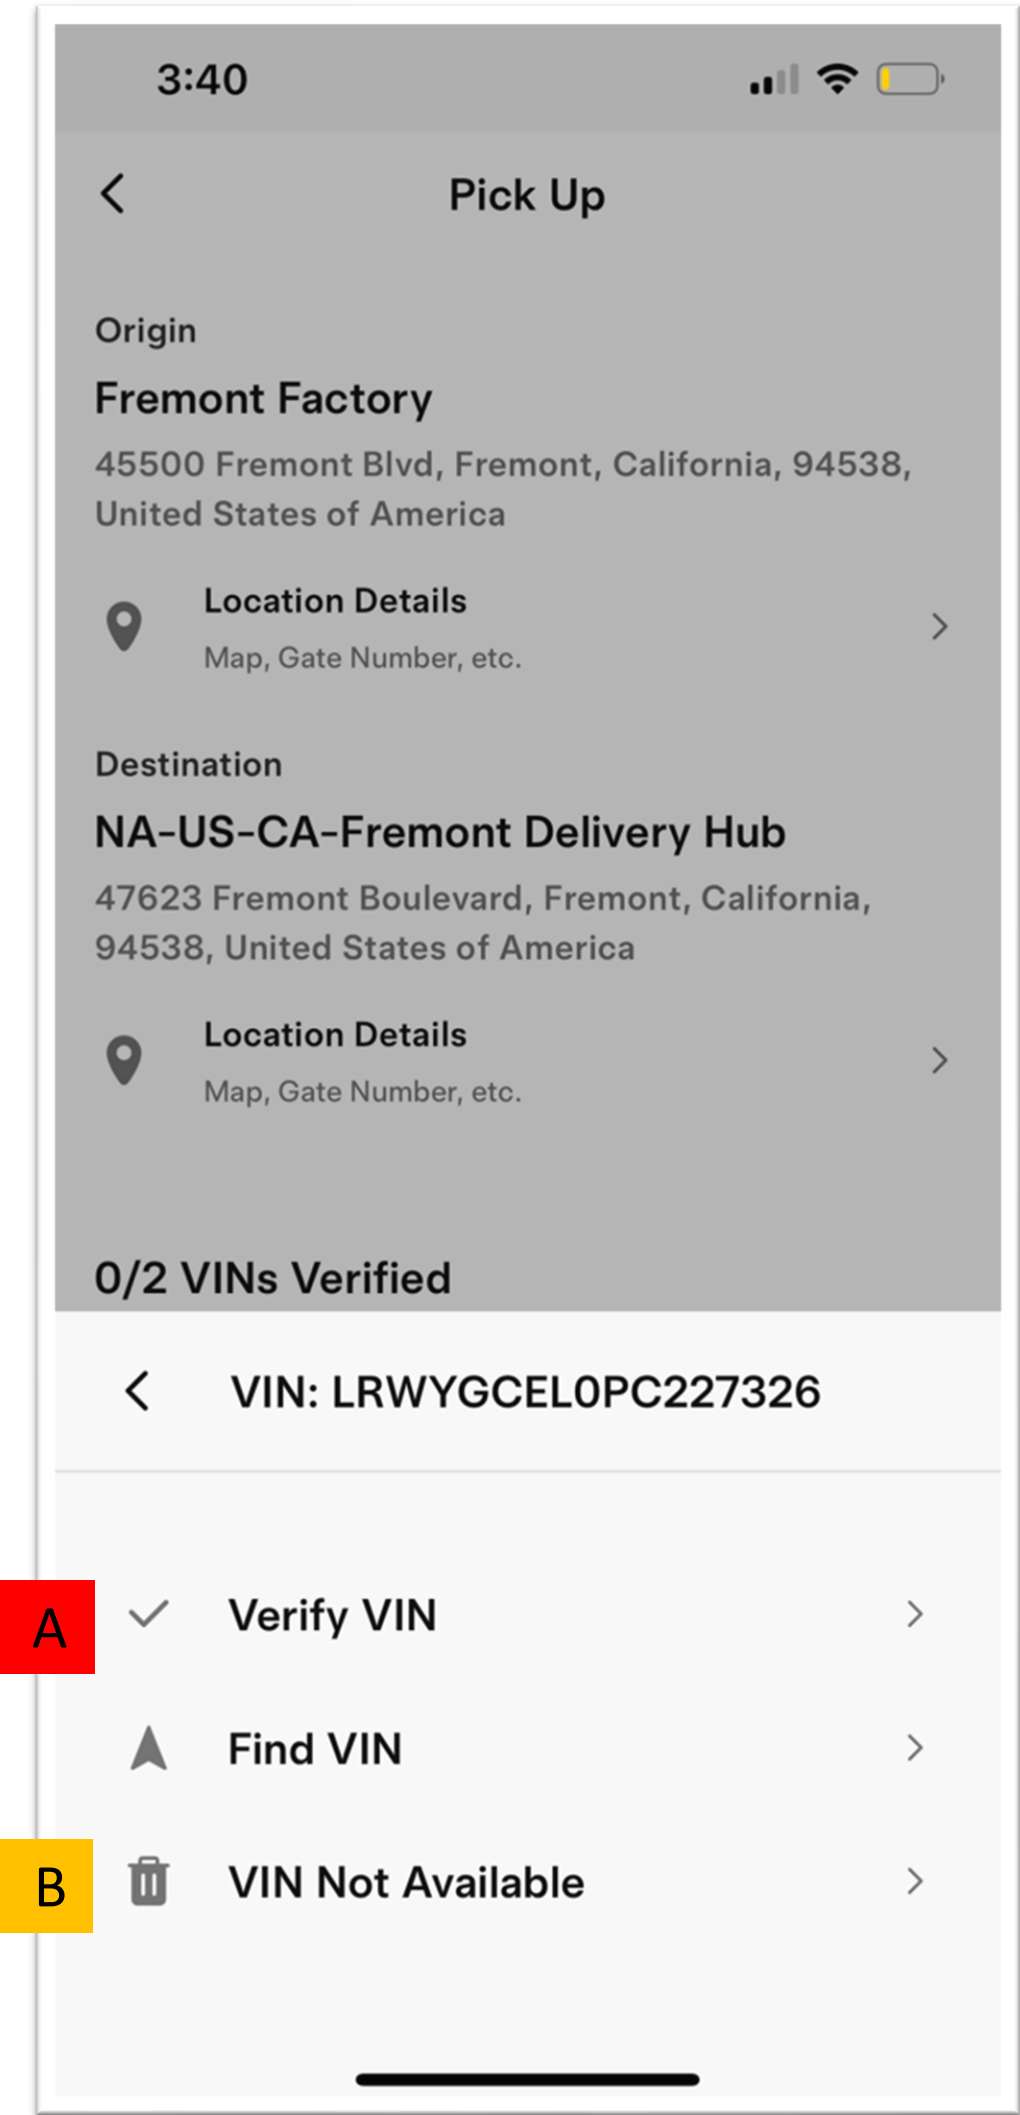 3:40
Pick Up
Origin
Fremont Factory
45500 Fremont Blvd, Fremont, California, 94538,
United States of America
Location Details
Map, Gate Number, etc.
Destination
NA-US-CA-Fremont Delivery Hub
47623 Fremont Boulevard, Fremont, California,
94538, United States of America
Location Details
Map, Gate Number, etc.
0/2 VINs Verified
VIN: LRWYGCEL0PC227326
A Verify VIN
Find VIN
B VIN Not Available